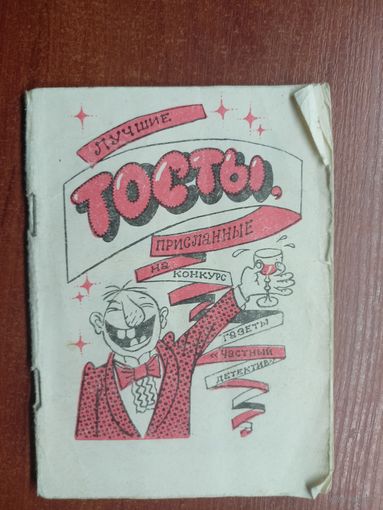 ЛУЧШИЕ
ТОСТЫ,
ПРИСЛАННЫЕ
НА
КОНКУРС
ГАЗЕТЫ
«ЧАСТНЫЙ
ДЕТЕКТИВ»